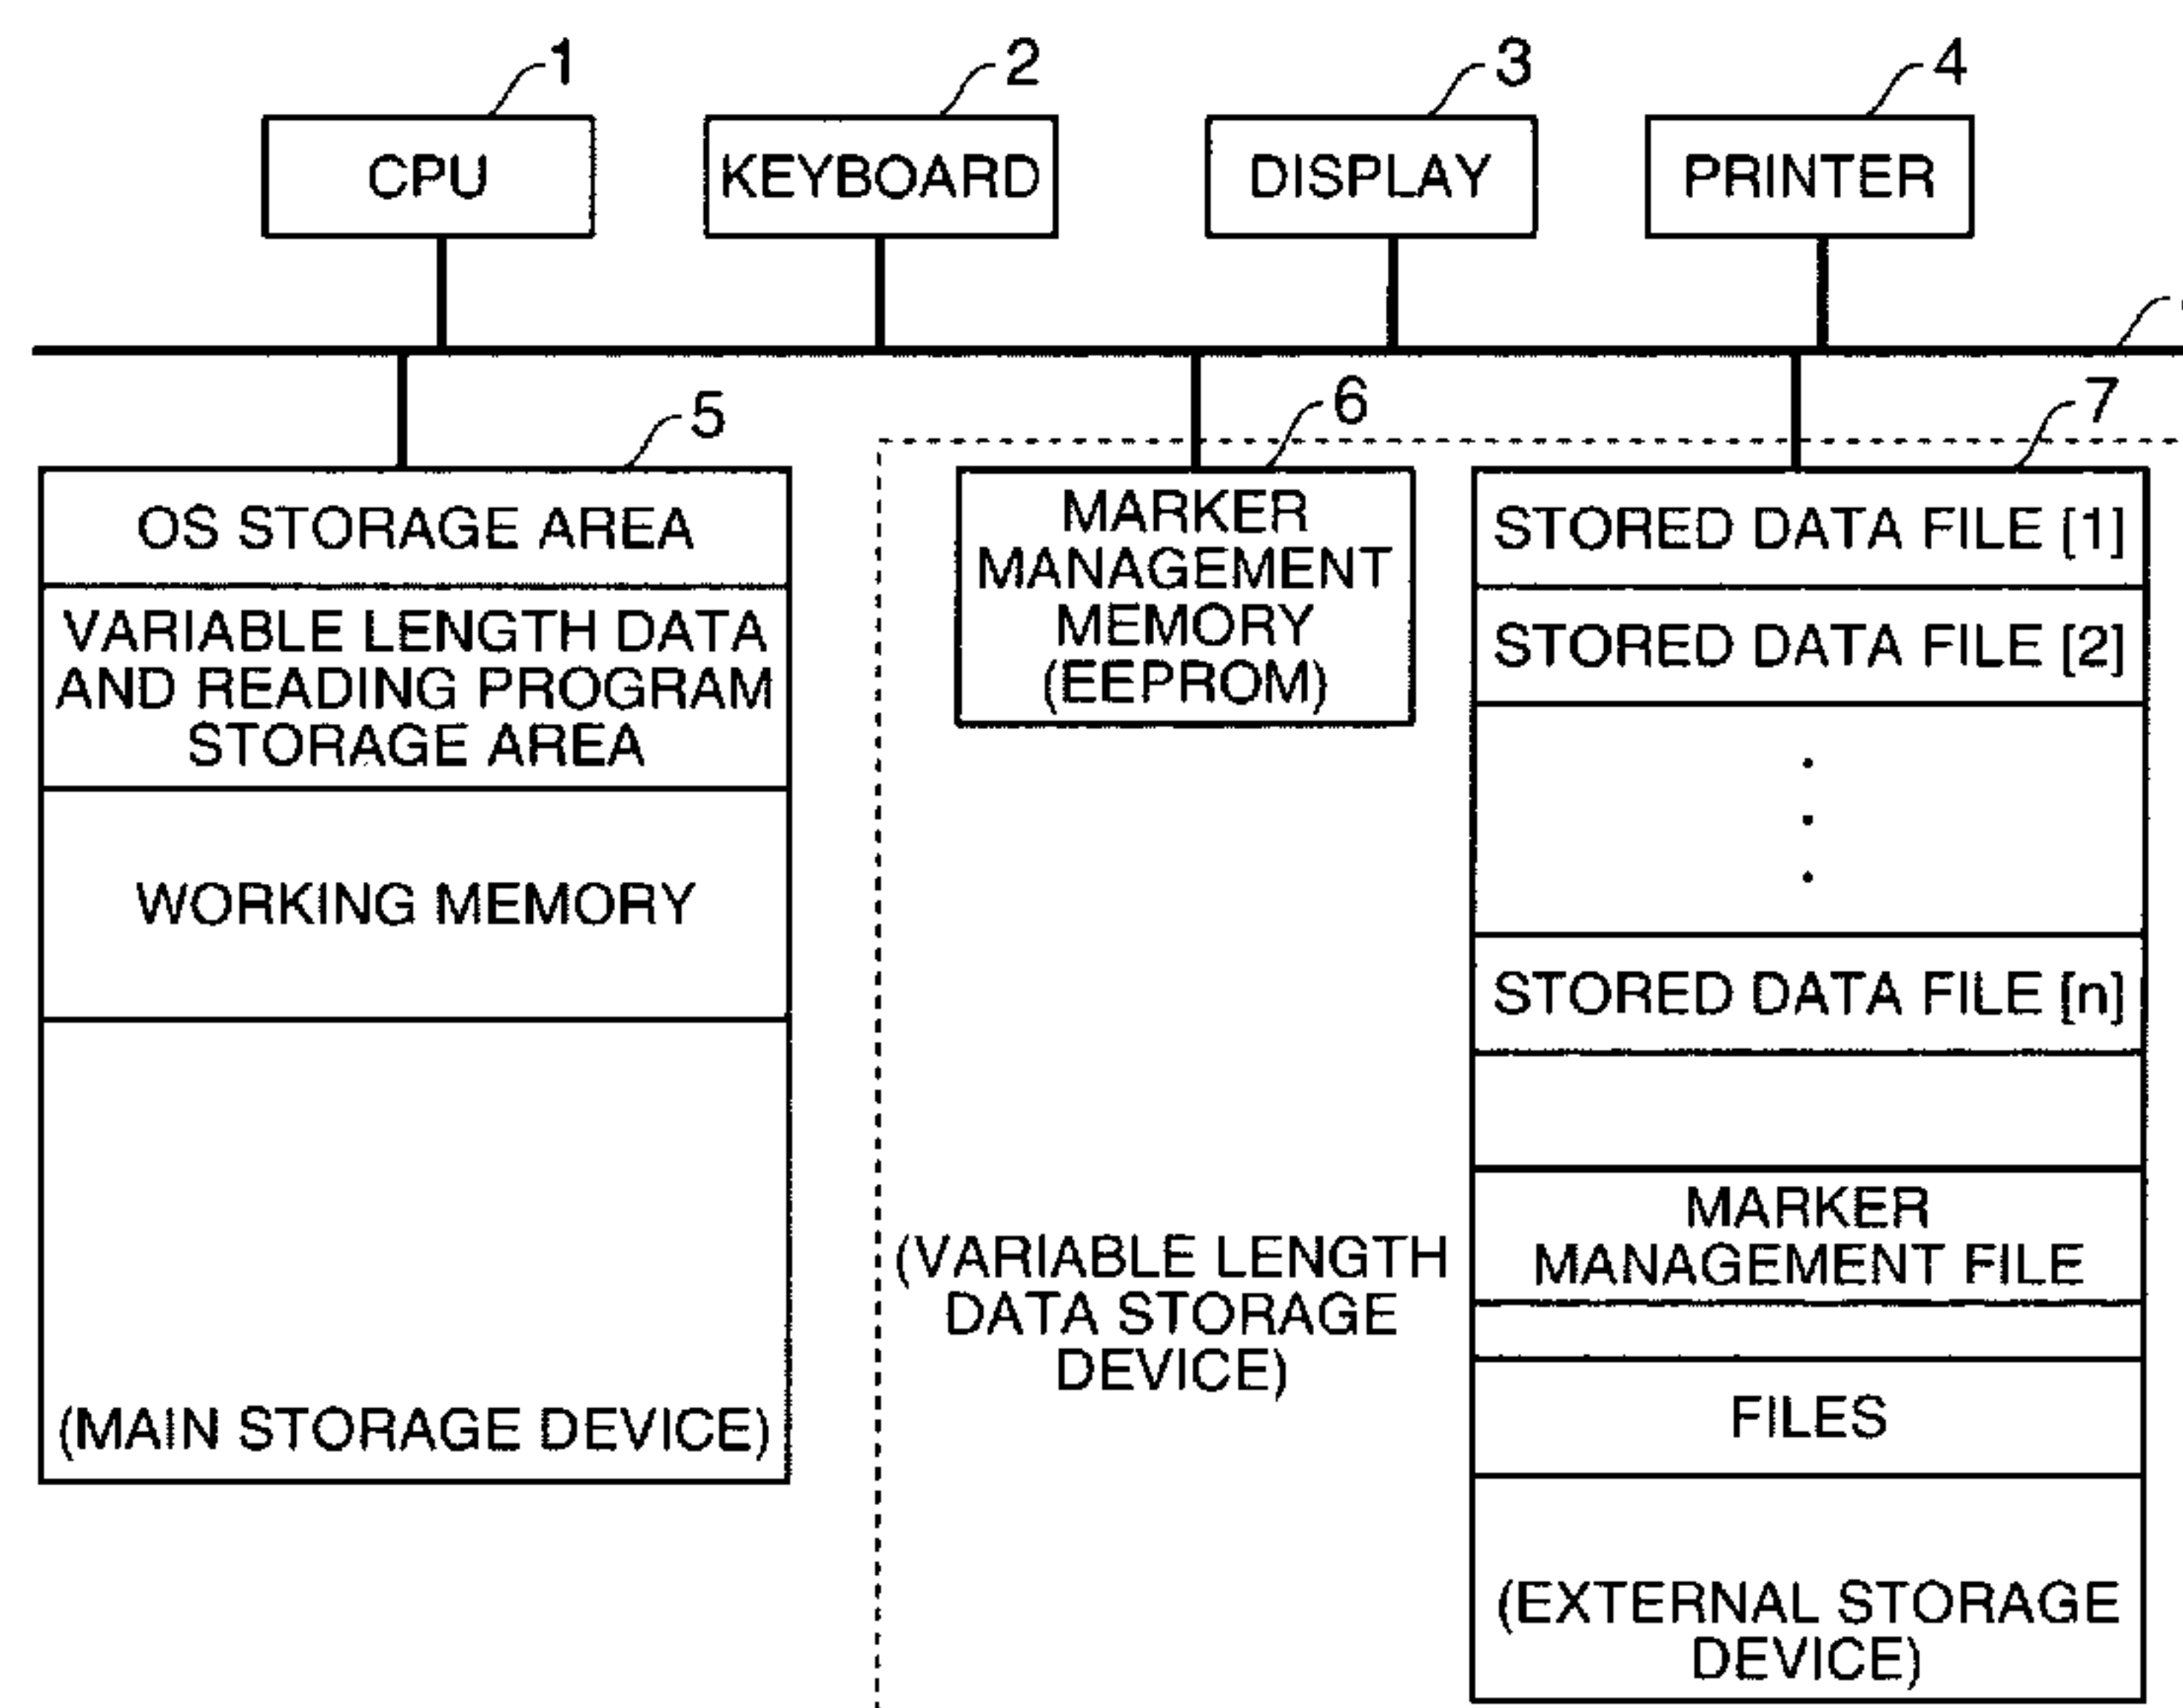 1
2
3
4
CPU
KEYBOARD
DISPLAY
PRINTER
5
6
7
OS STORAGE AREA
VARIABLE LENGTH DATA
AND READING PROGRAM
STORAGE AREA
WORKING MEMORY
(MAIN STORAGE DEVICE)
MARKER
MANAGEMENT
MEMORY
(EEPROM)
(VARIABLE LENGTH
DATA STORAGE
DEVICE)
STORED DATA FILE [1]
STORED DATA FILE [2]
STORED DATA FILE [n]
MARKER
MANAGEMENT FILE
FILES
(EXTERNAL STORAGE
DEVICE)